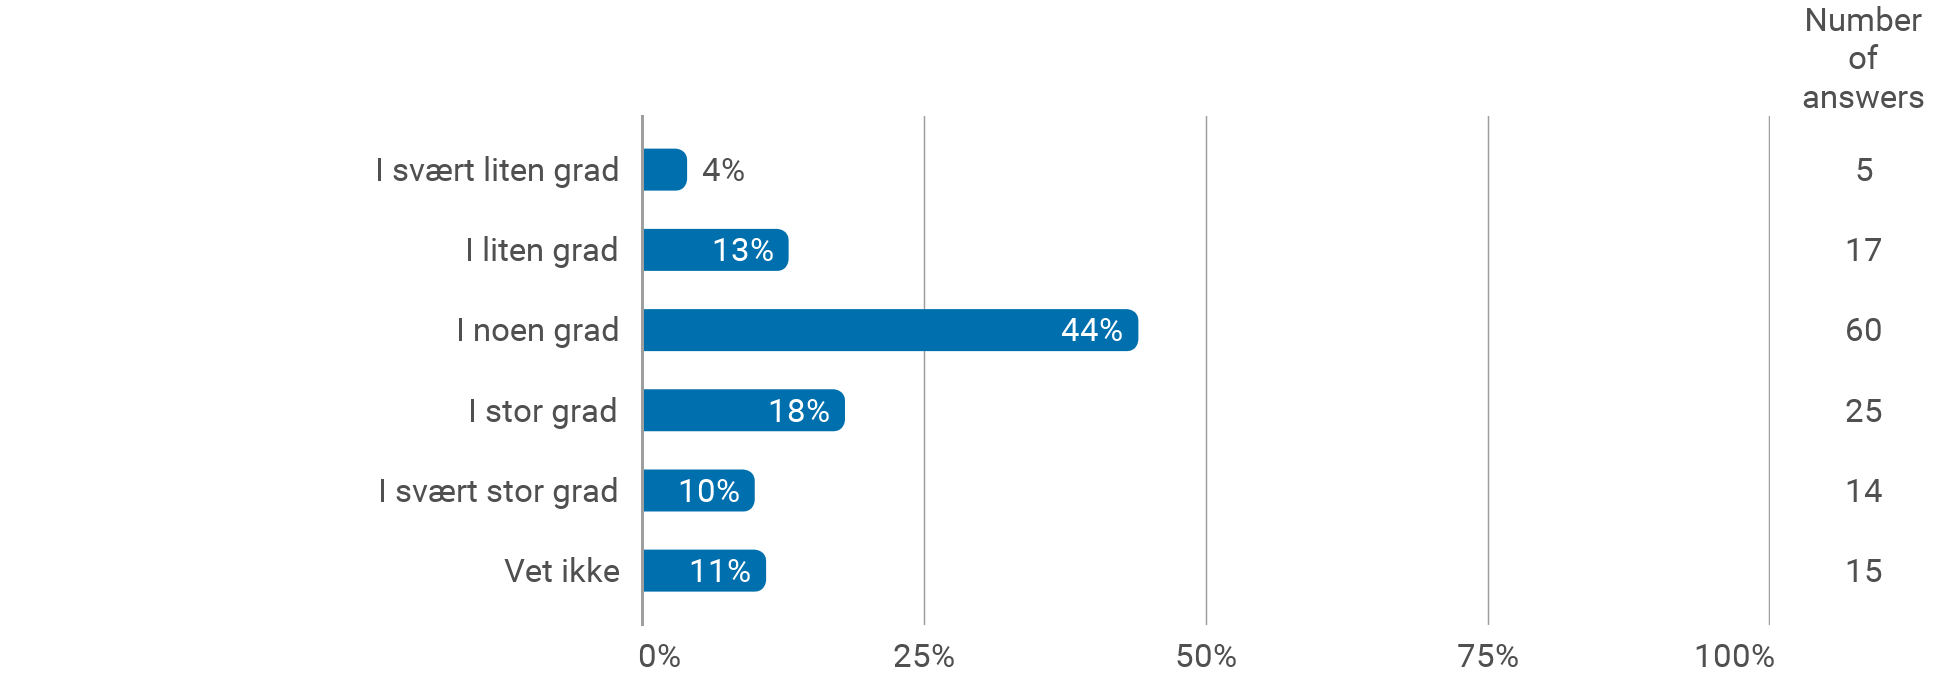 Number
of
answers
I svært liten grad 4% 5
I liten grad 13% 17
I noen grad 44% 60
I stor grad 18% 25
I svært stor grad 10% 14
Vet ikke 11% 15
0% 25% 50% 75% 100%